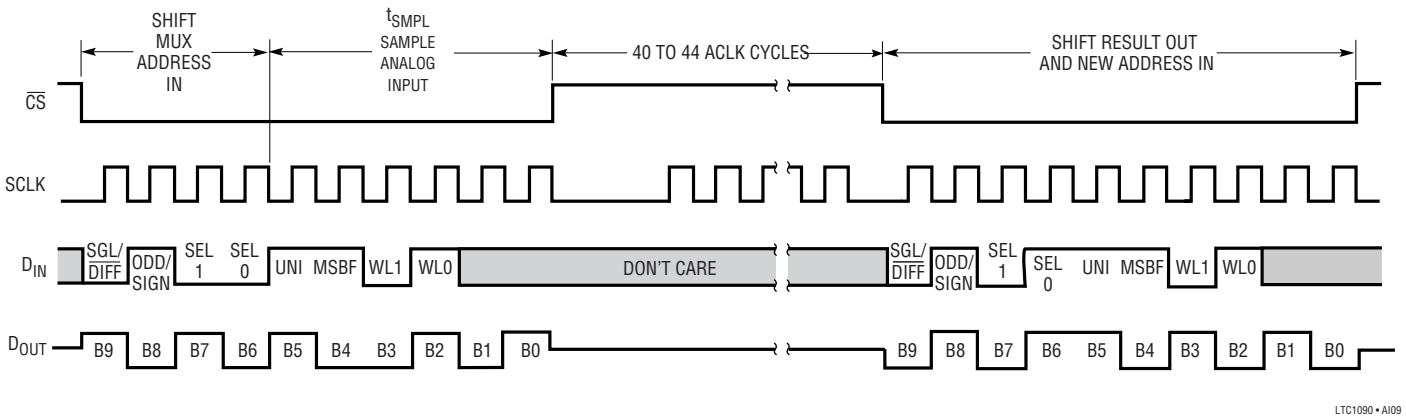 SHIFT
MUX
ADDRESS
IN
tSMPL
SAMPLE
ANALOG
INPUT
40 TO 44 ACLK CYCLES
SHIFT RESULT OUT
AND NEW ADDRESS IN
CS
SCLK
DIN
SGL/
DIFF
ODD/
SIGN
SEL
1
SEL
0
UNI
MSBF
WL1
WL0
DON'T CARE
SGL/
DIFF
ODD/
SIGN
SEL
1
SEL
0
UNI
MSBF
WL1
WL0
DOUT
B9
B8
B7
B6
B5
B4
B3
B2
B1
B0
B9
B8
B7
B6
B5
B4
B3
B2
B1
B0
LTC1090 • AI09